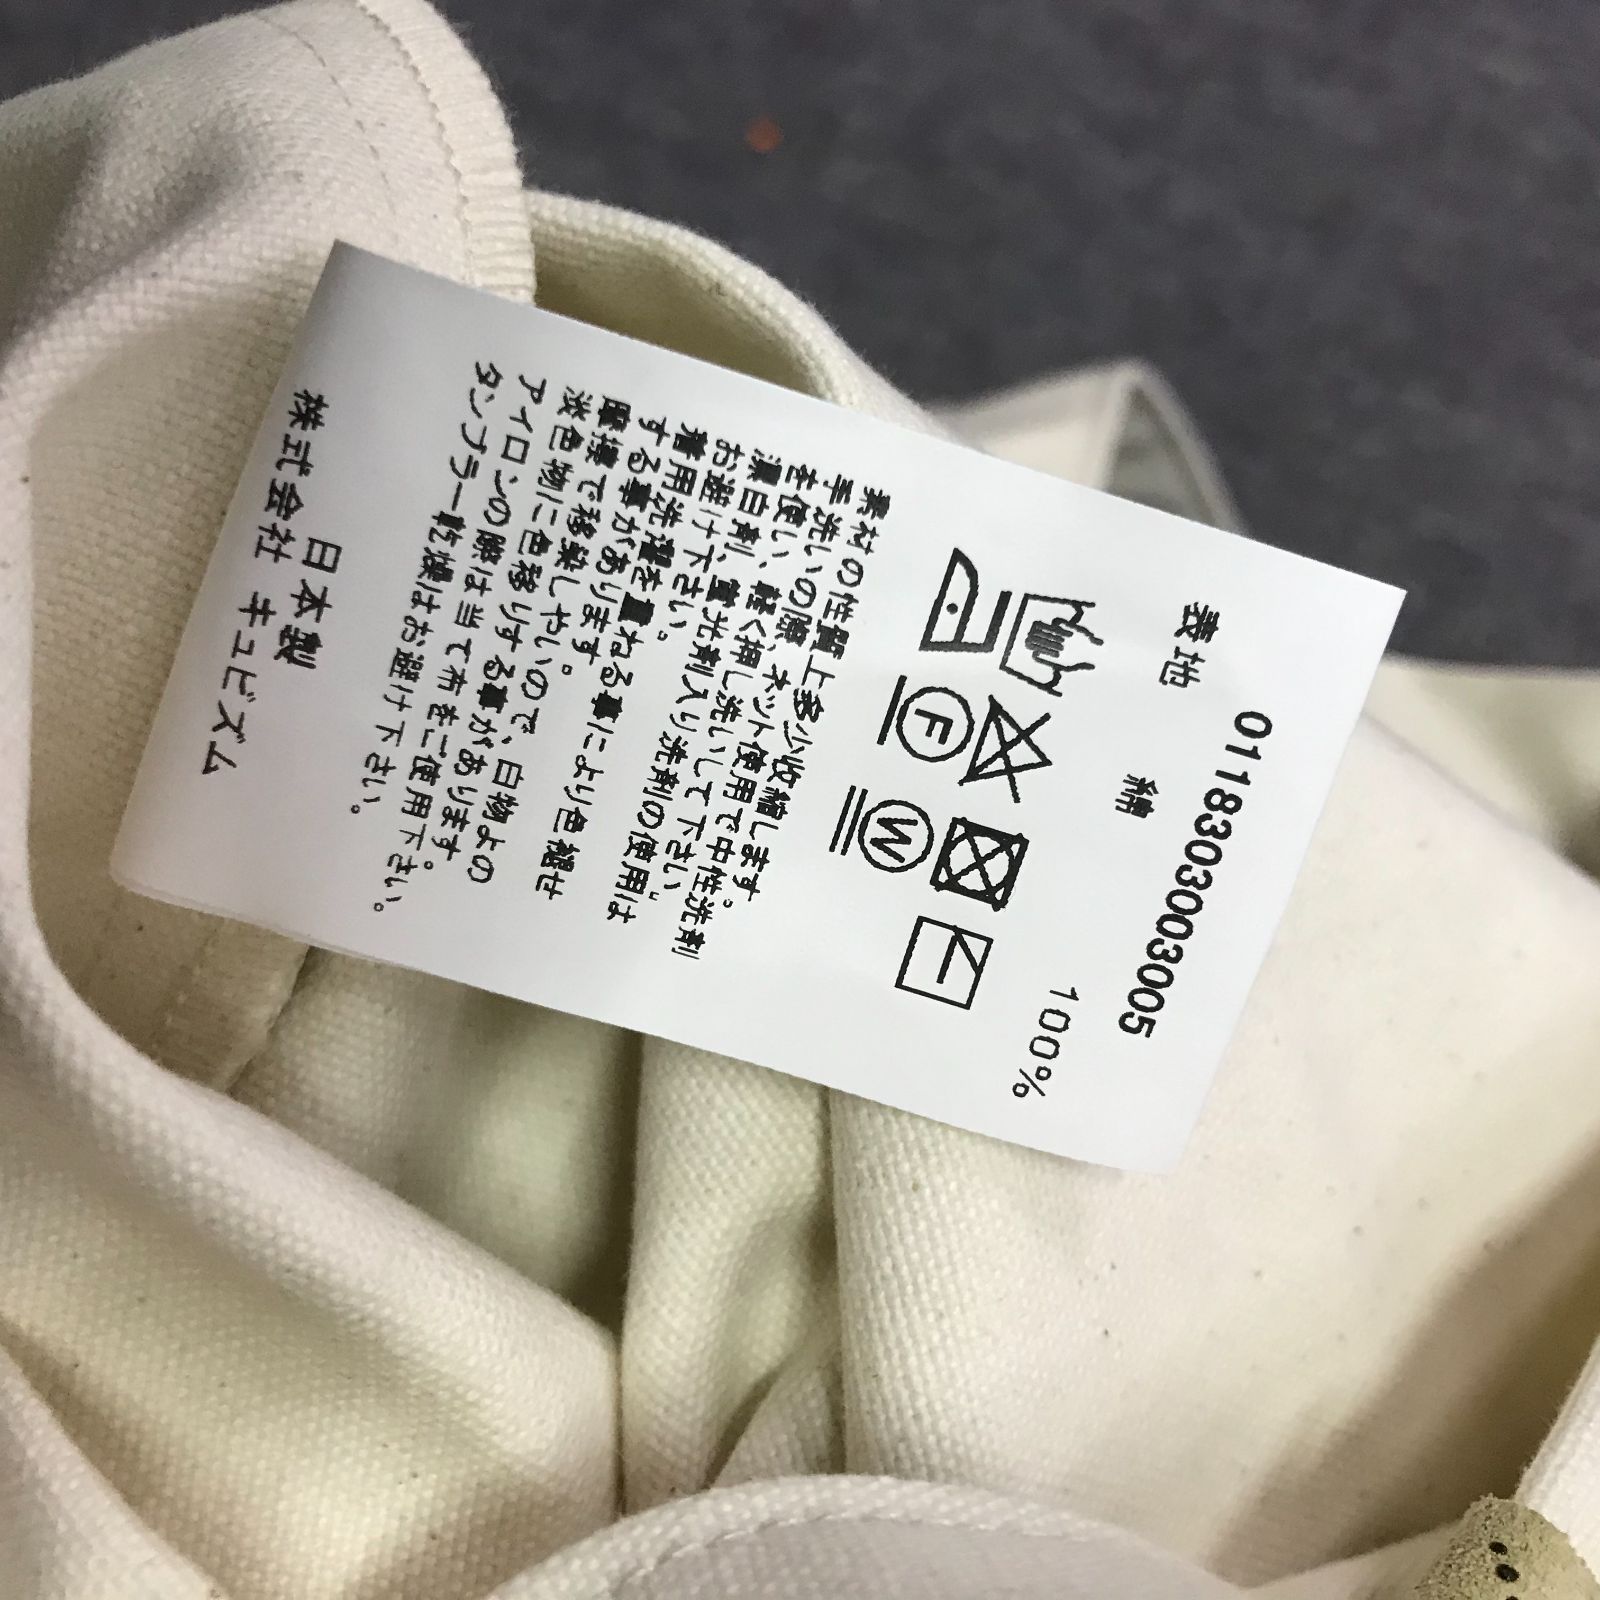 0118303003005
表地
綿 100%
F W
素材の性質上多少収縮します。
手洗いの際、ネット使用で中性洗剤
を使い、軽く押し洗いして下さい。
漂白剤、蛍光剤入り洗剤の使用は
お避け下さい。
着用洗濯を重ねる事により色褪せ
する事があります。
摩擦で移染しやいので、白物よの
淡色物に色移りする事があります。
アイロンの際は当て布をご使用下さい。
タンブラー乾燥はお避け下さい。
日本製
株式会社 キュビズム